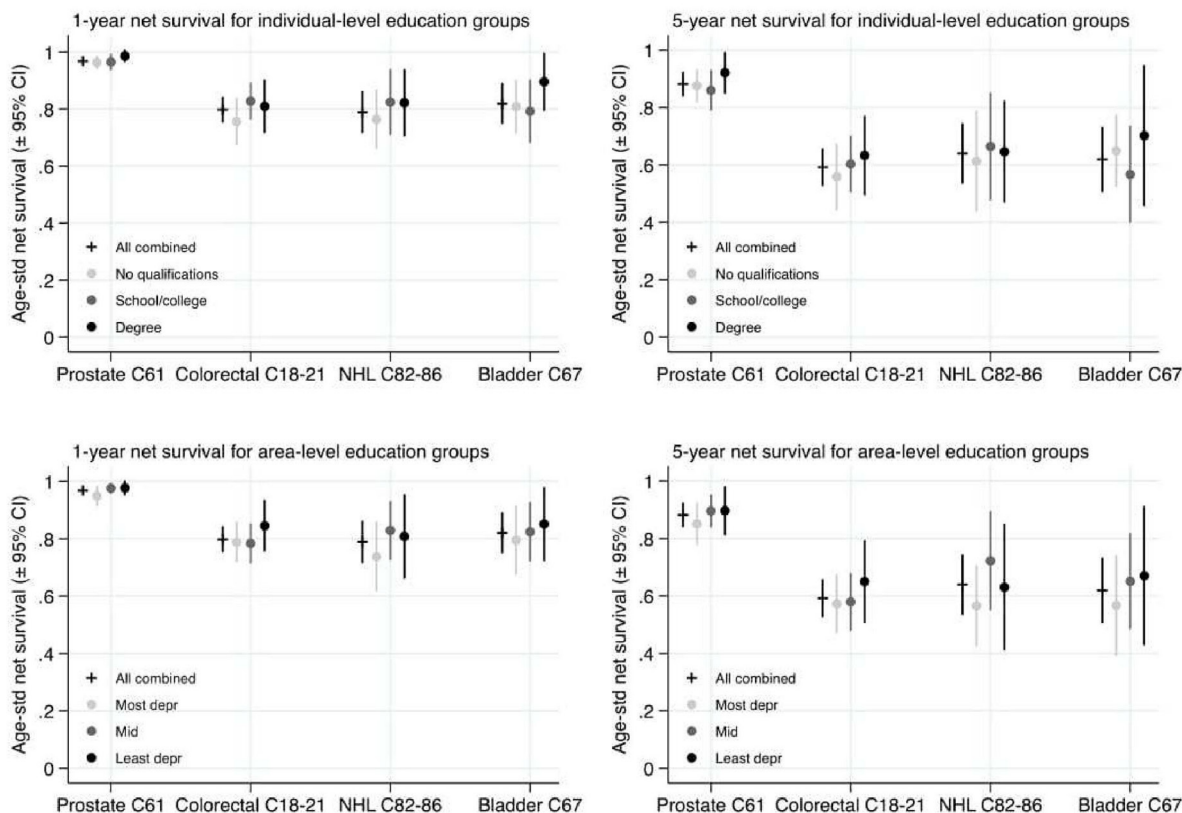 1-year net survival for individual-level education groups
Age-std net survival (± 95% CI)
1
.8
.6
.4
.2
0
All combined
No qualifications
School/college
Degree
Prostate C61 Colorectal C18-21 NHL C82-86 Bladder C67
5-year net survival for individual-level education groups
Age-std net survival (± 95% CI)
1
.8
.6
.4
.2
0
All combined
No qualifications
School/college
Degree
Prostate C61 Colorectal C18-21 NHL C82-86 Bladder C67
1-year net survival for area-level education groups
Age-std net survival (± 95% CI)
1
.8
.6
.4
.2
0
All combined
Most depr
Mid
Least depr
Prostate C61 Colorectal C18-21 NHL C82-86 Bladder C67
5-year net survival for area-level education groups
Age-std net survival (± 95% CI)
1
.8
.6
.4
.2
0
All combined
Most depr
Mid
Least depr
Prostate C61 Colorectal C18-21 NHL C82-86 Bladder C67